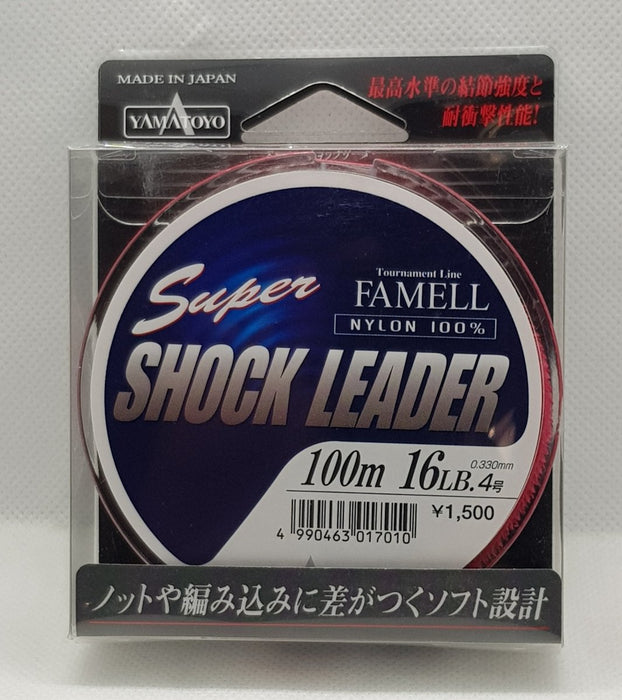 MADE IN JAPAN
YAMATOYO
最高水準の結節強度と
耐衝撃性能!
Super
Tournament Line
FAMELL
NYLON 100%
SHOCK LEADER
0.330mm
100m 16LB.4号
¥1,500
4 990463 017010
ノットや編み込みに差がつくソフト設計